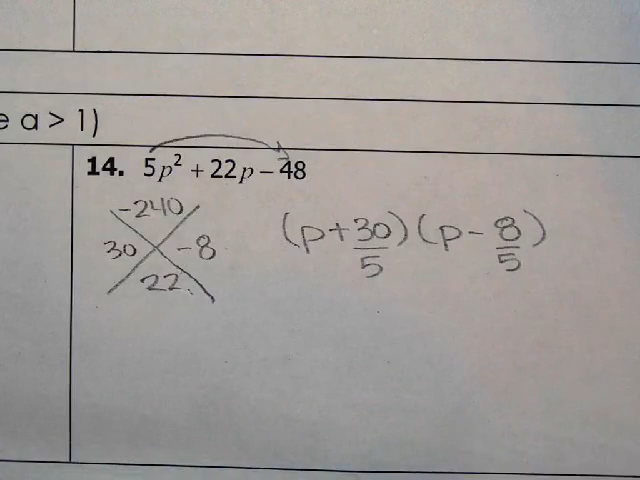 e a > 1)
14. 5p² + 22p − 48
-240
30 -8
22
(p + 30/5)(p - 8/5)